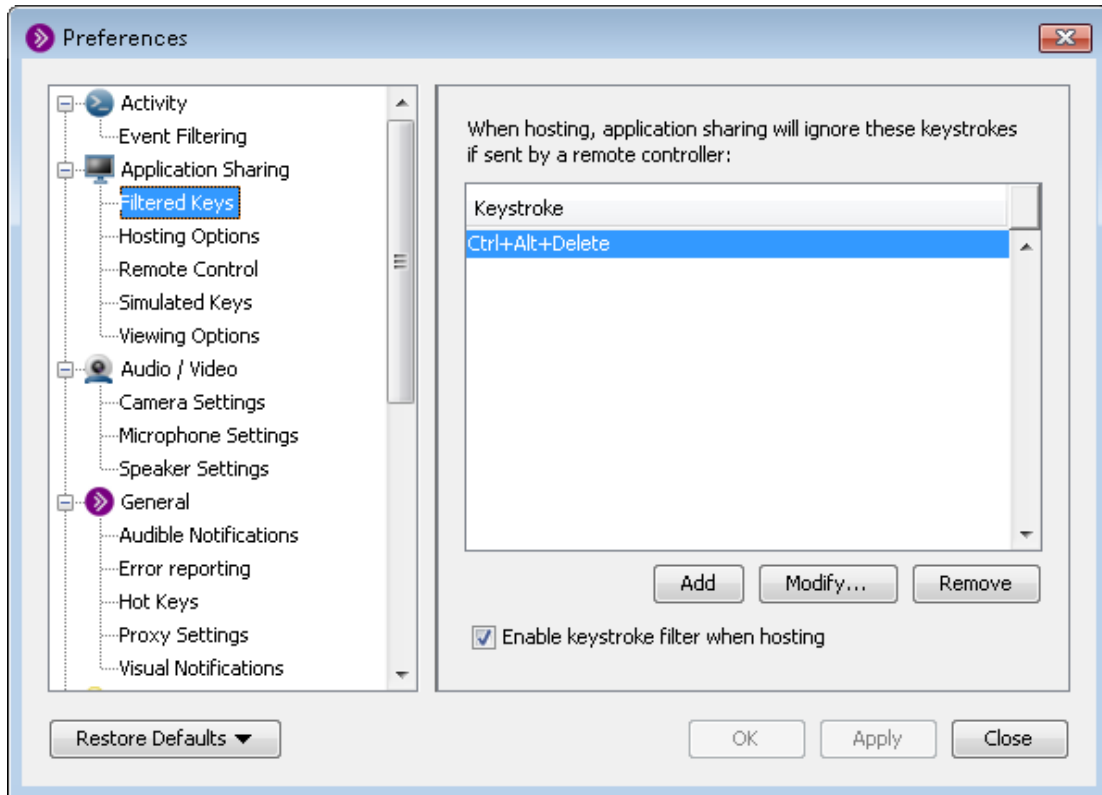 Preferences
Activity
Event Filtering
Application Sharing
Filtered Keys
Hosting Options
Remote Control
Simulated Keys
Viewing Options
Audio / Video
Camera Settings
Microphone Settings
Speaker Settings
General
Audible Notifications
Error reporting
Hot Keys
Proxy Settings
Visual Notifications
When hosting, application sharing will ignore these keystrokes
if sent by a remote controller:
Keystroke
Ctrl+Alt+Delete
Add Modify... Remove
Enable keystroke filter when hosting
Restore Defaults OK Apply Close